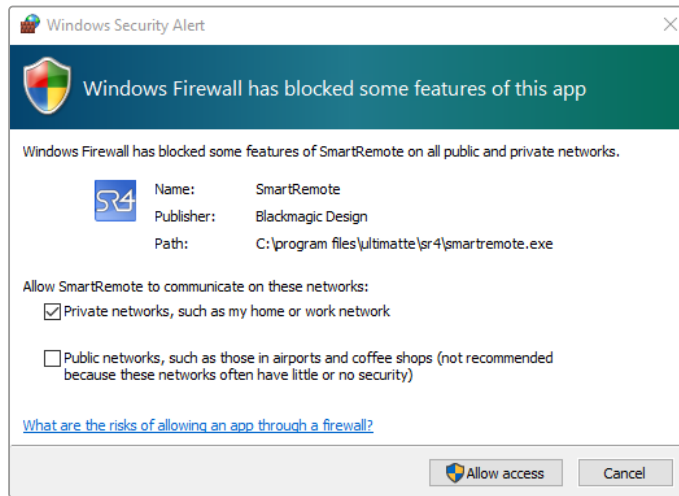 Windows Security Alert
Windows Firewall has blocked some features of this app
Windows Firewall has blocked some features of SmartRemote on all public and private networks.
SR4
Name: SmartRemote
Publisher: Blackmagic Design
Path: C:\program files\ultimatte\sr4\smartremote.exe
Allow SmartRemote to communicate on these networks:
Private networks, such as my home or work network
Public networks, such as those in airports and coffee shops (not recommended
because these networks often have little or no security)
What are the risks of allowing an app through a firewall?
Allow access Cancel